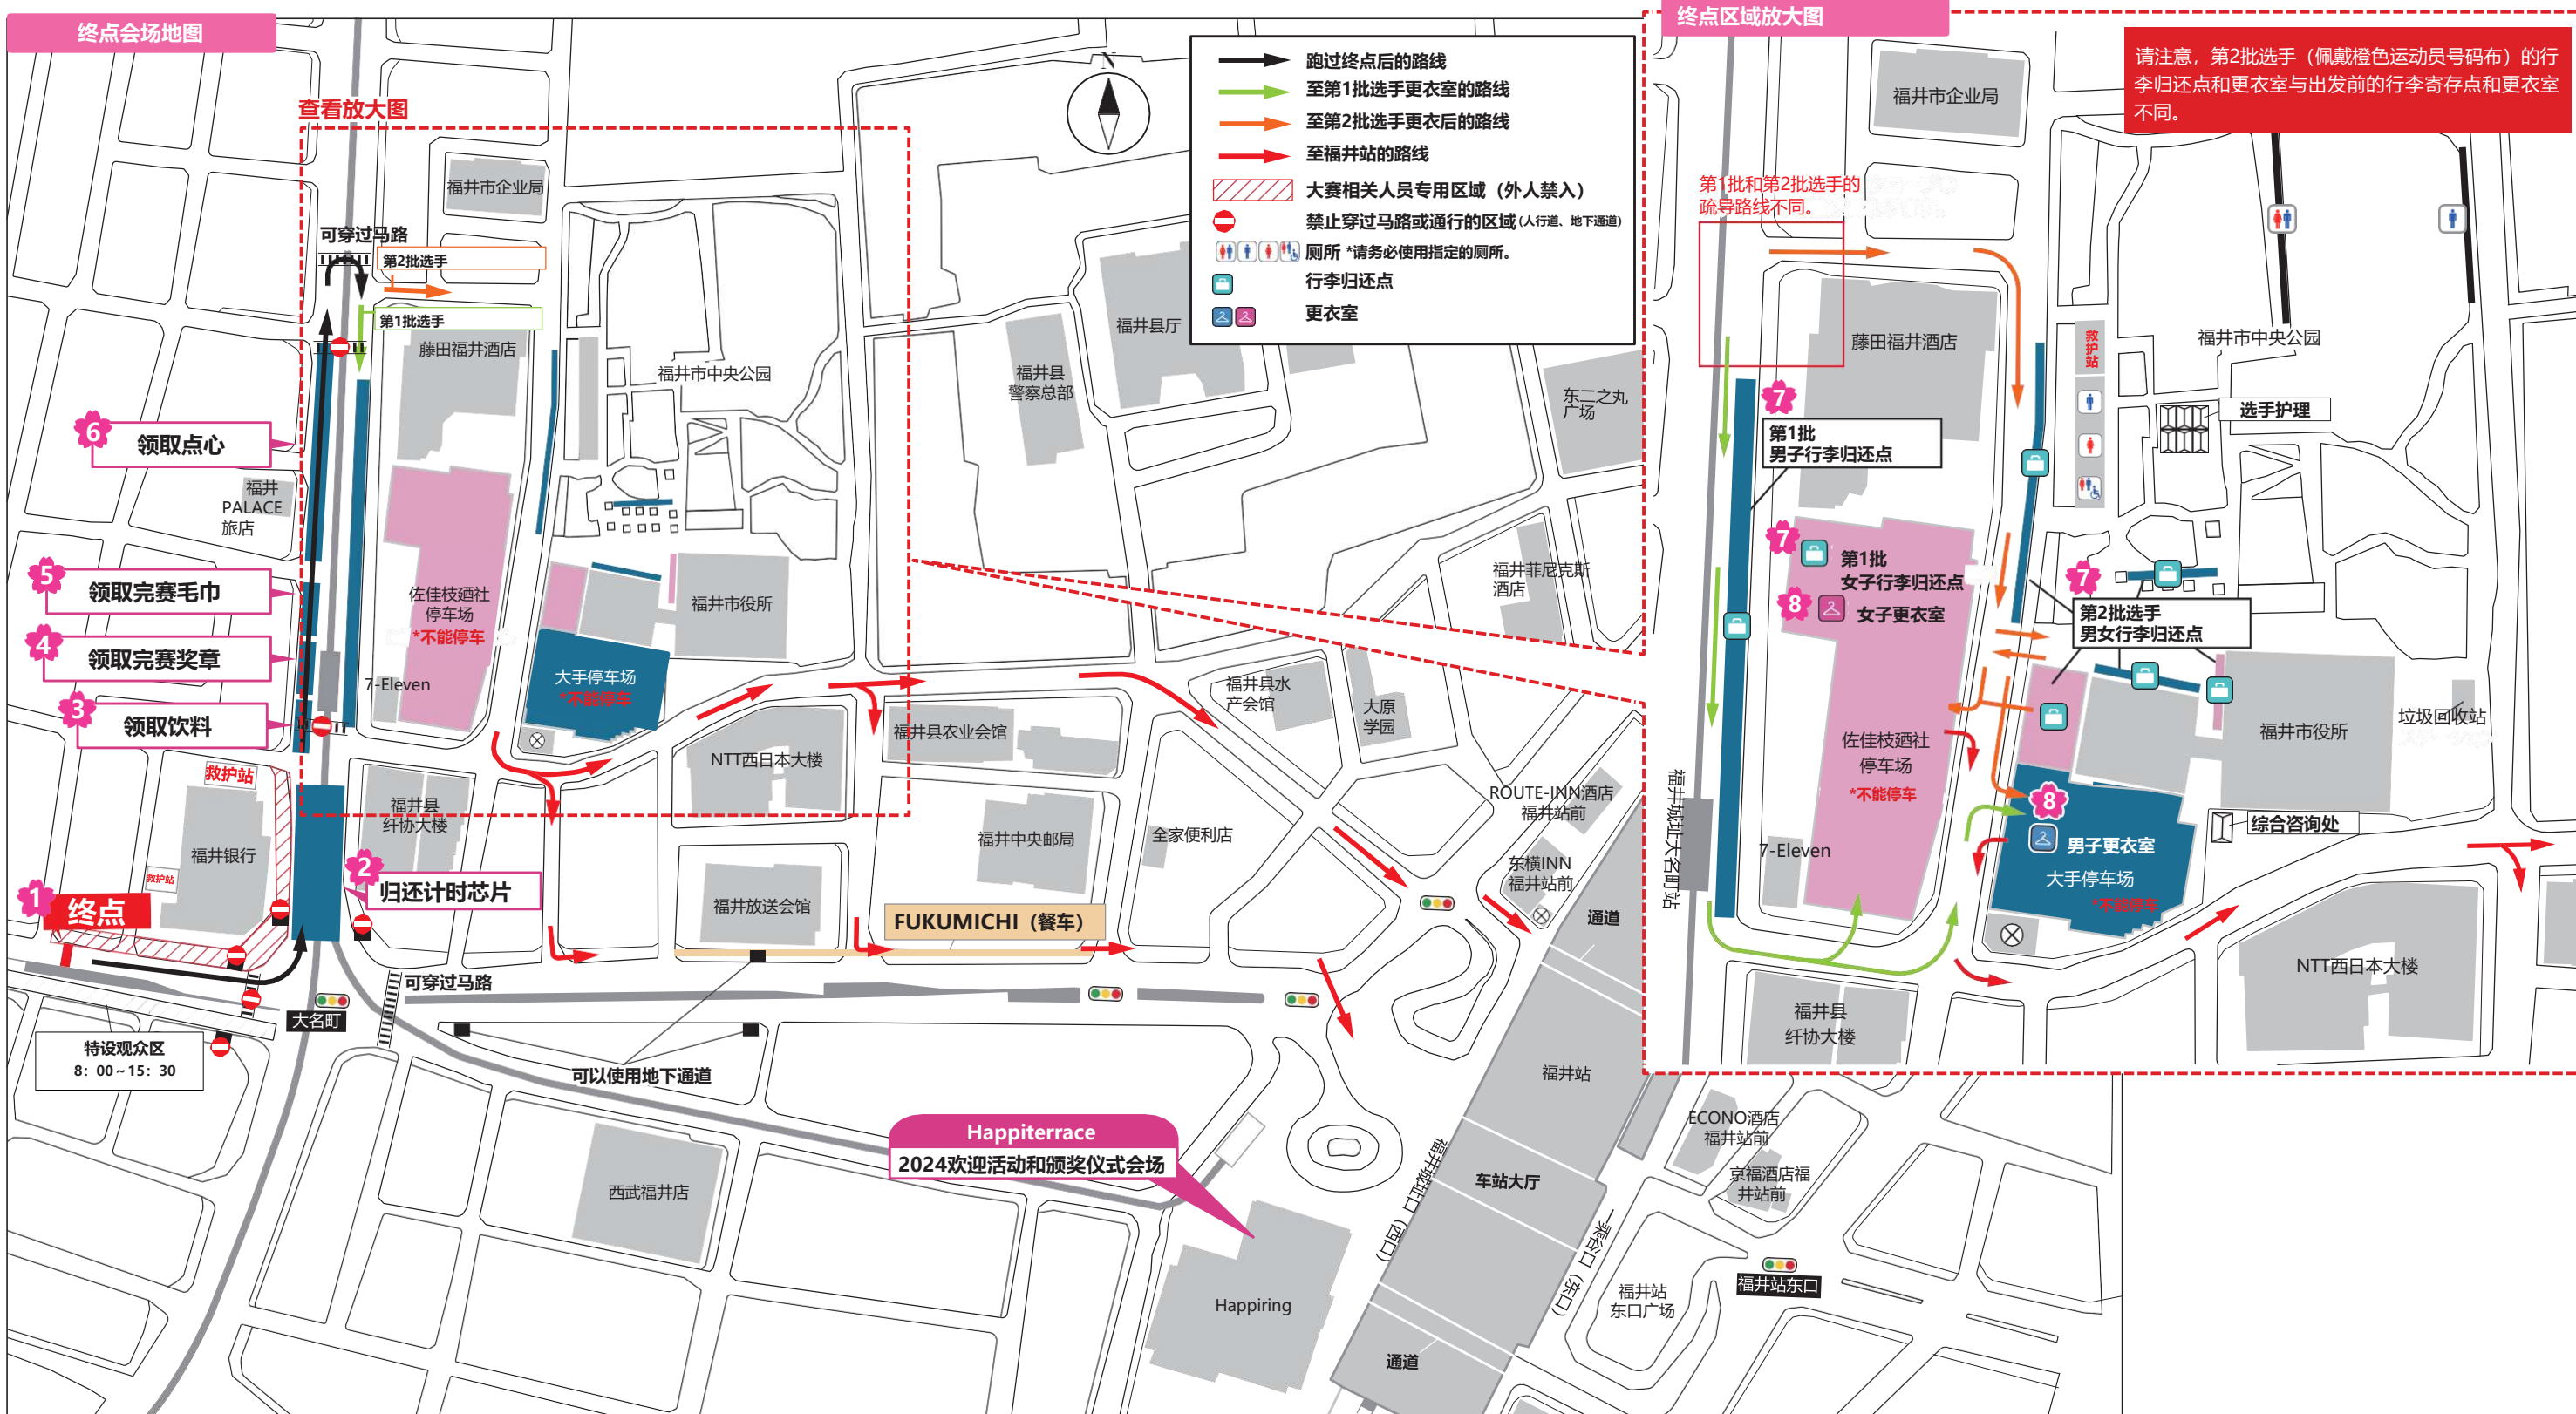 终点会场地图
查看放大图
N
跑过终点后的路线
至第1批选手更衣室的路线
至第2批选手更衣后的路线
至福井站的路线
大赛相关人员专用区域（外人禁入）
禁止穿过马路或通行的区域(人行道、地下通道)
厕所 *请务必使用指定的厕所。
行李归还点
更衣室
福井市企业局
可穿过马路
第2批选手
第1批选手
藤田福井酒店
福井市中央公园
福井县
警察总部
福井县厅
东二之丸
广场
6
领取点心
福井
PALACE
旅店
5
领取完赛毛巾
4
领取完赛奖章
3
领取饮料
佐佳枝廼社
停车场
*不能停车
7-Eleven
大手停车场
*不能停车
福井市役所
福井菲尼克斯
酒店
福井县水
产会馆
大原
学园
福井县农业会馆
NTT西日本大楼
救护站
福井县
纤协大楼
福井银行
救护站
福井中央邮局
全家便利店
ROUTE-INN酒店
福井站前
东横INN
福井站前
1
终点
2
归还计时芯片
福井放送会馆
FUKUMICHI（餐车）
通道
可穿过马路
大名町
特设观众区
8：00～15：30
可以使用地下通道
福井站
Happiterrace
2024欢迎活动和颁奖仪式会场
西武福井店
车站大厅
福井城址口（西口）
一乘谷口（东口）
Happiring
通道
ECONO酒店
福井站前
京福酒店福
井站前
福井站
东口广场
福井站东口
终点区域放大图
请注意，第2批选手（佩戴橙色运动员号码布）的行
李归还点和更衣室与出发前的行李寄存点和更衣室
不同。
福井市企业局
第1批和第2批选手的
疏导路线不同。
藤田福井酒店
救护站
福井市中央公园
选手护理
7
第1批
男子行李归还点
7
第1批
女子行李归还点
8
女子更衣室
7
第2批选手
男女行李归还点
佐佳枝廼社
停车场
*不能停车
福井市役所
垃圾回收站
福井城址大名町站
8
男子更衣室
大手停车场
*不能停车
综合咨询处
7-Eleven
NTT西日本大楼
福井县
纤协大楼